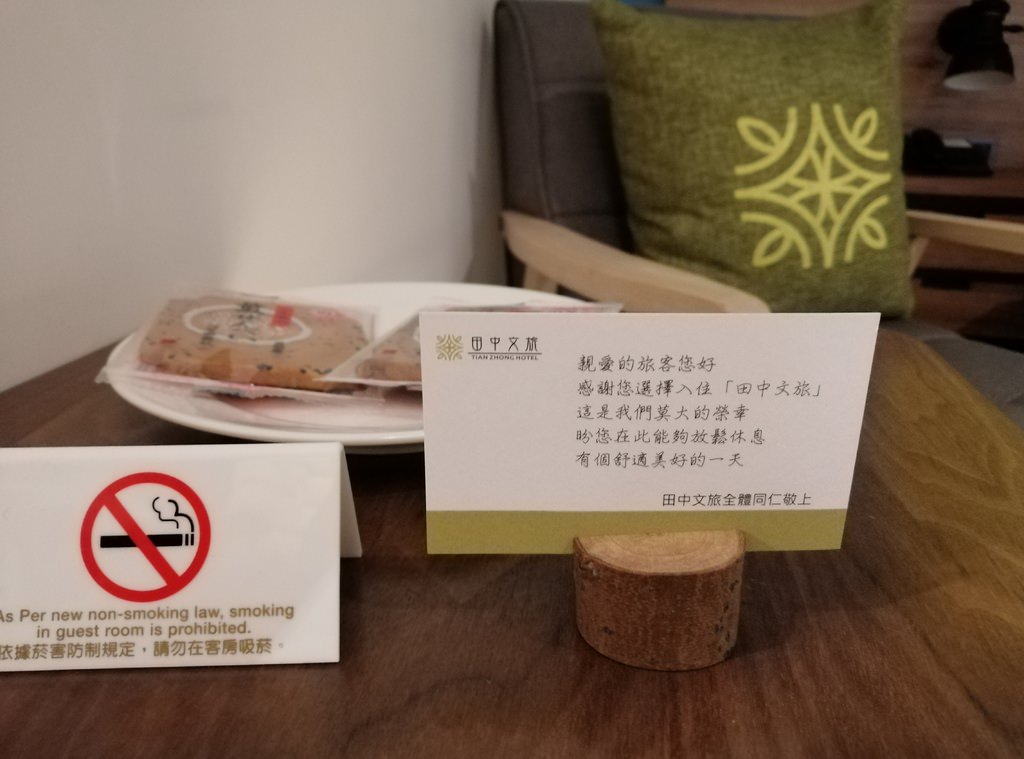 田中文旅
TIAN ZHONG HOTEL
親愛的旅客您好
感謝您選擇入住「田中文旅」
這是我們莫大的榮幸
盼您在此能夠放鬆休息
有個舒適美好的一天
田中文旅全體同仁敬上
As Per new non-smoking law, smoking
in guest room is prohibited.
依據菸害防制規定，請勿在客房吸菸。